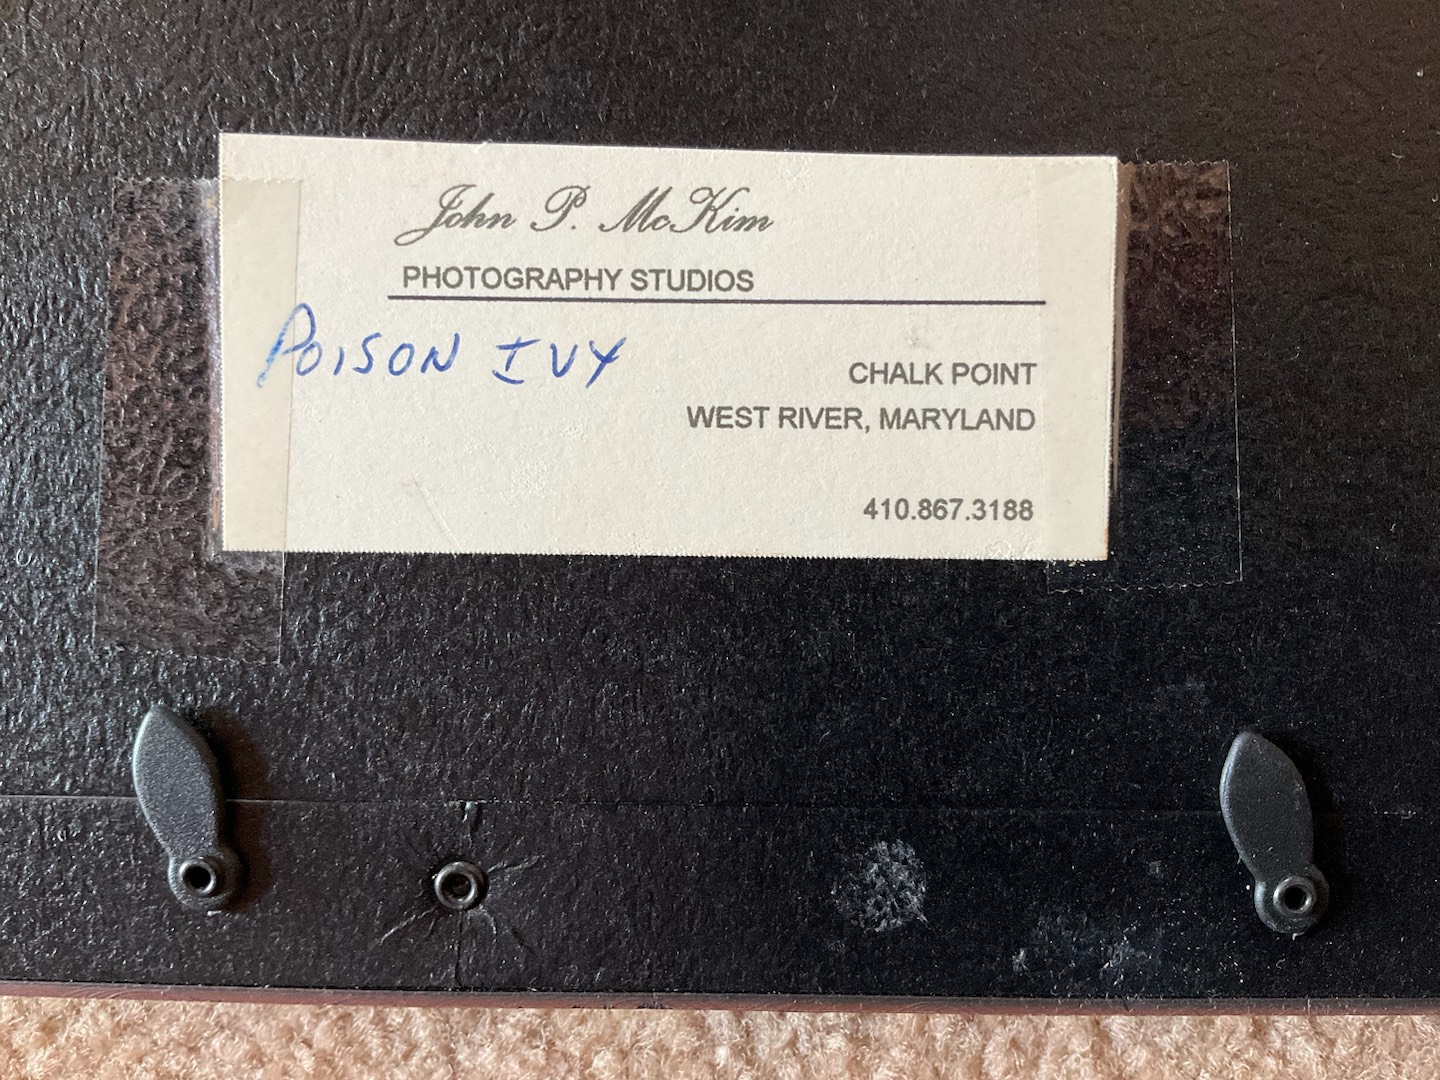 John P. McKim
PHOTOGRAPHY STUDIOS
POISON IVY
CHALK POINT
WEST RIVER, MARYLAND
410.867.3188